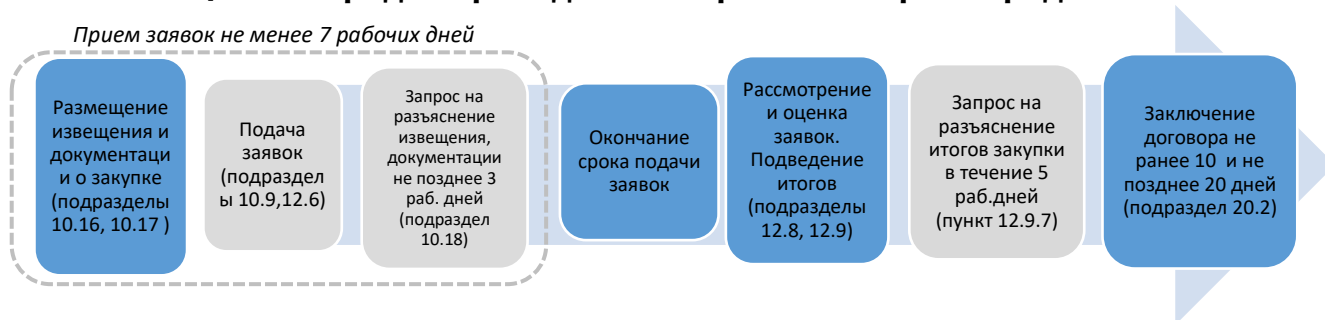 Прием заявок не менее 7 рабочих дней
Размещение
извещения и
документаци
и о закупке
(подразделы
10.16, 10.17 )
Подача
заявок
(подраздел
ы 10.9,12.6)
Запрос на
разъяснение
извещения,
документации
не позднее 3
раб. дней
(подраздел
10.18)
Окончание
срока подачи
заявок
Рассмотрение
и оценка
заявок.
Подведение
итогов
(подразделы
12.8, 12.9)
Запрос на
разъяснение
итогов закупки
в течение 5
раб.дней
(пункт 12.9.7)
Заключение
договора не
ранее 10 и не
позднее 20 дней
(подраздел 20.2)